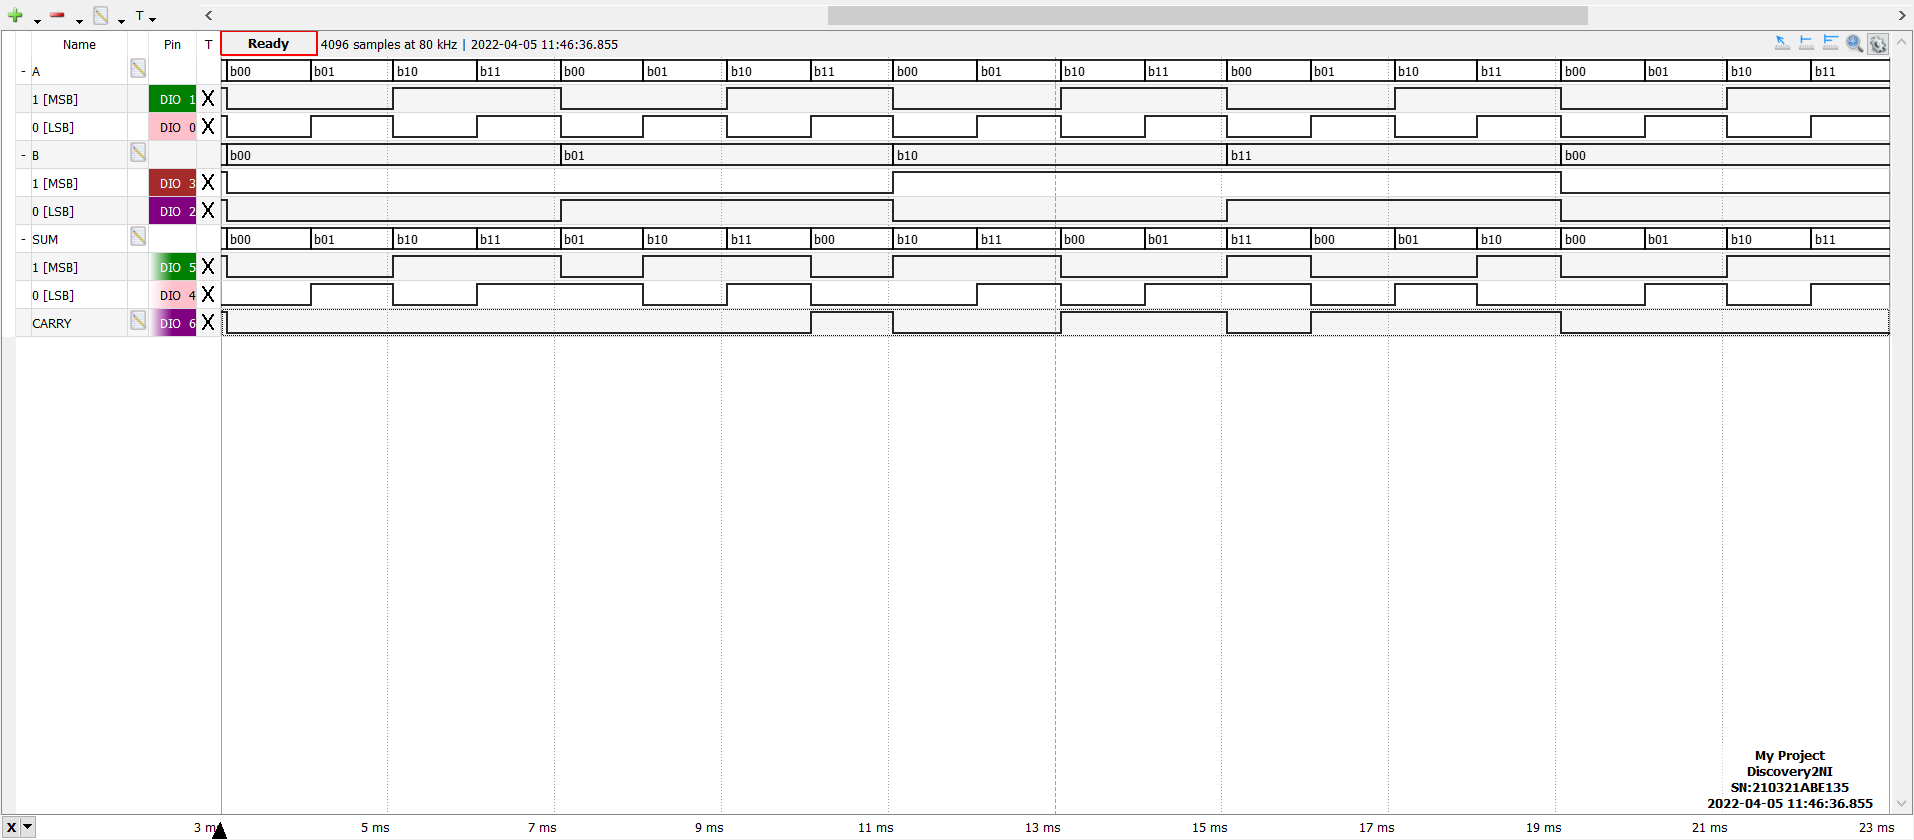 T
Name Pin T Ready 4096 samples at 80 kHz | 2022-04-05 11:46:36.855
- A b00 b01 b10 b11 b00 b01 b10 b11 b00 b01 b10 b11 b00 b01 b10 b11 b00 b01 b10 b11
1 [MSB] DIO 1 X
0 [LSB] DIO 0 X
- B b00 b01 b10 b11 b00
1 [MSB] DIO 3 X
0 [LSB] DIO 2 X
- SUM b00 b01 b10 b11 b01 b10 b11 b00 b10 b11 b00 b01 b11 b00 b01 b10 b00 b01 b10 b11
1 [MSB] DIO 5 X
0 [LSB] DIO 4 X
CARRY DIO 6 X
My Project
Discovery2NI
SN:210321ABE135
2022-04-05 11:46:36.855
X 3 m 5 ms 7 ms 9 ms 11 ms 13 ms 15 ms 17 ms 19 ms 21 ms 23 ms